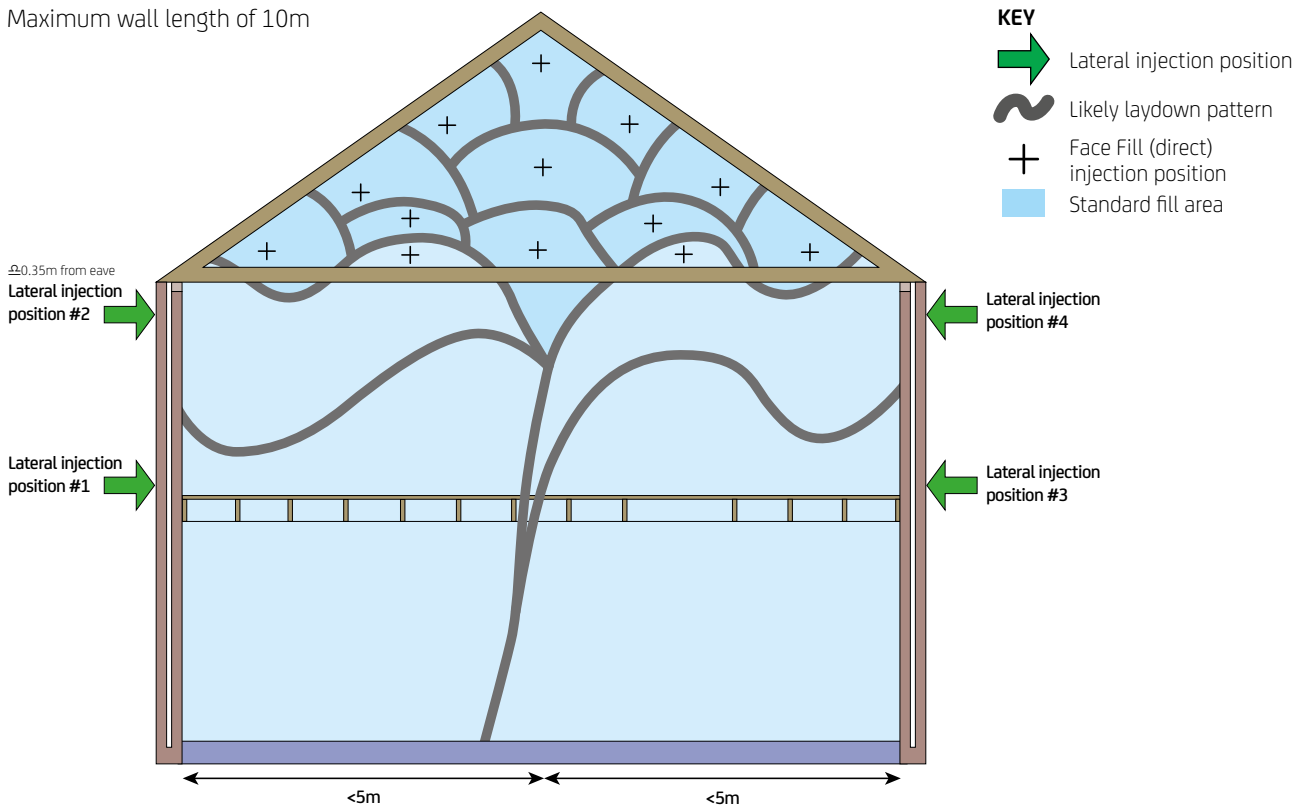 Maximum wall length of 10m
KEY
Lateral injection position
Likely laydown pattern
Face Fill (direct)
injection position
Standard fill area
≏0.35m from eave
Lateral injection
position #2
Lateral injection
position #4
Lateral injection
position #1
Lateral injection
position #3
<5m
<5m